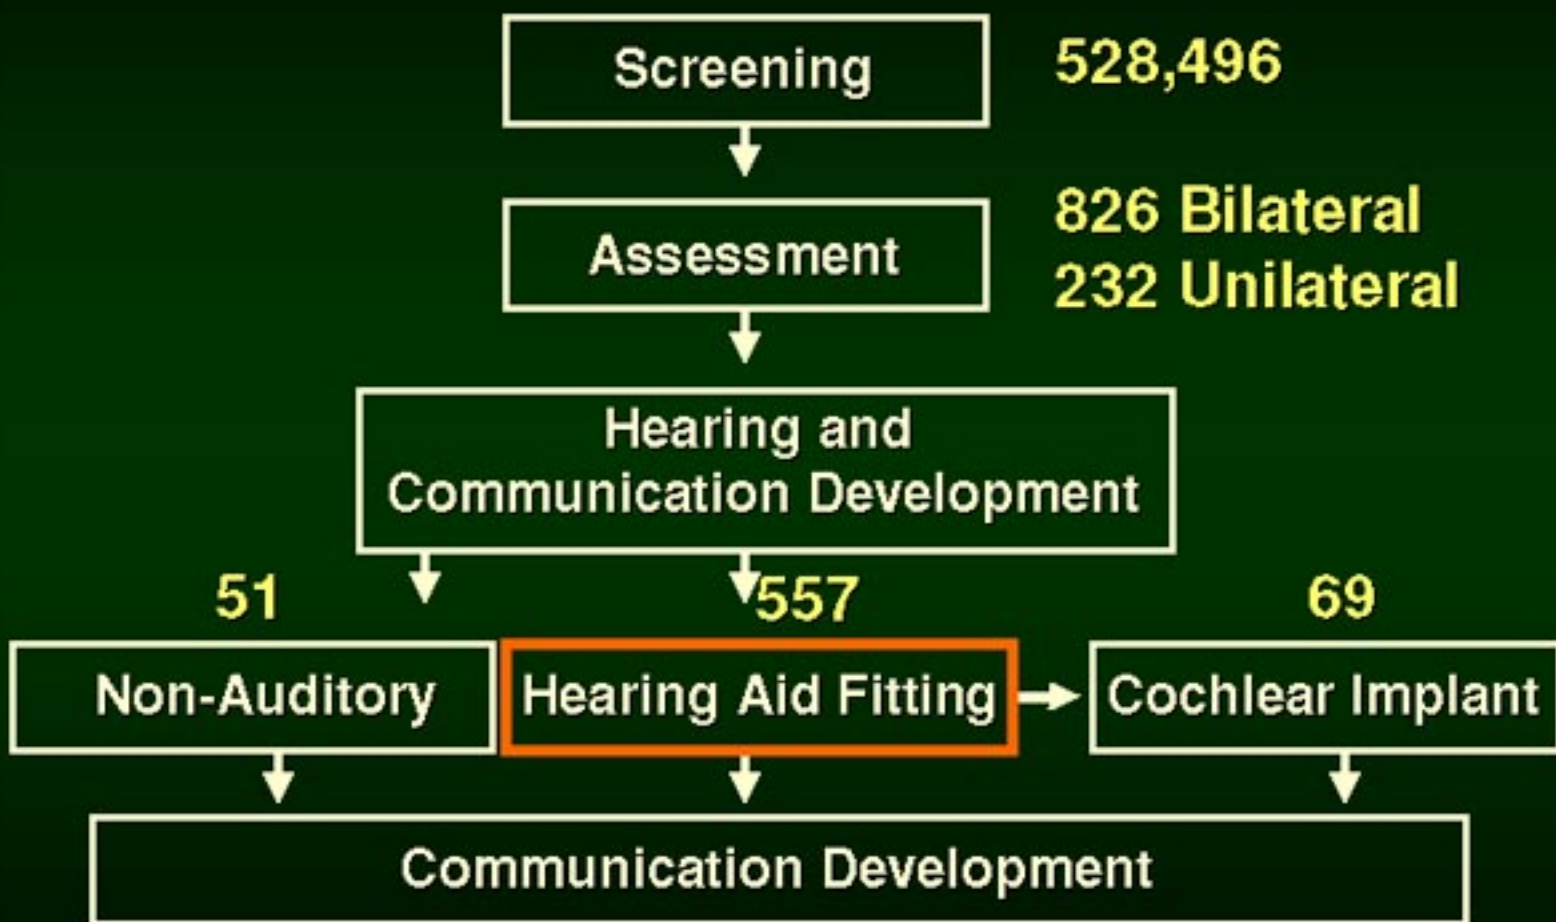 Screening
528,496
Assessment
826 Bilateral
232 Unilateral
Hearing and
Communication Development
51
557
69
Non-Auditory
Hearing Aid Fitting
Cochlear Implant
Communication Development